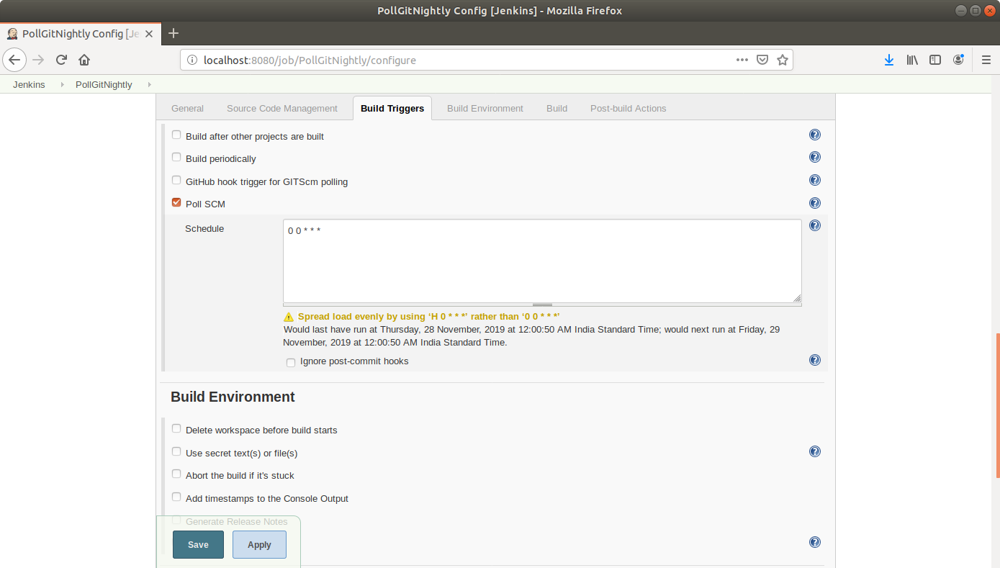 PollGitNightly Config [Jenkins] - Mozilla Firefox
PollGitNightly Config [Je
localhost:8080/job/PollGitNightly/configure
Jenkins PollGitNightly
General Source Code Management Build Triggers Build Environment Build Post-build Actions
Build after other projects are built
Build periodically
GitHub hook trigger for GITScm polling
Poll SCM
Schedule
0 0 * * *
Spread load evenly by using ‘H 0 * * *’ rather than ‘0 0 * * *’
Would last have run at Thursday, 28 November, 2019 at 12:00:50 AM India Standard Time; would next run at Friday, 29
November, 2019 at 12:00:50 AM India Standard Time.
Ignore post-commit hooks
Build Environment
Delete workspace before build starts
Use secret text(s) or file(s)
Abort the build if it's stuck
Add timestamps to the Console Output
Generate Release Notes
Save Apply